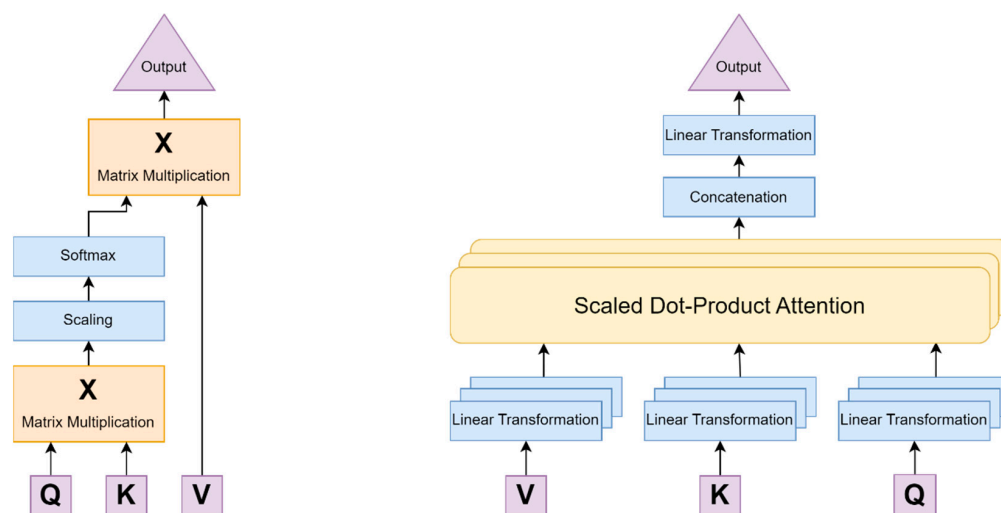 Output
X
Matrix Multiplication
Softmax
Scaling
X
Matrix Multiplication
Q K V
Output
Linear Transformation
Concatenation
Scaled Dot-Product Attention
Linear Transformation Linear Transformation Linear Transformation
V K Q